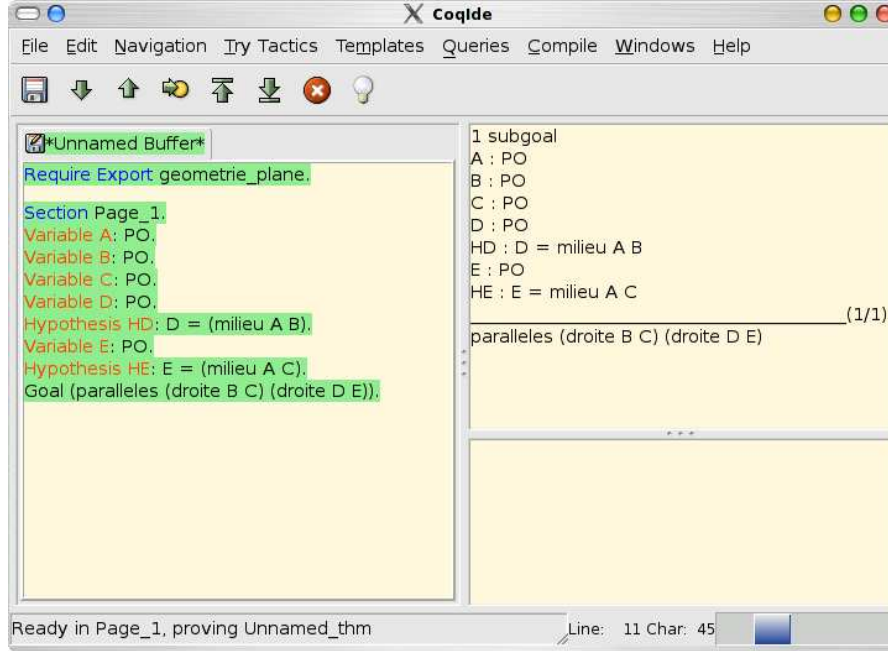 CoqIde
File Edit Navigation Try Tactics Templates Queries Compile Windows Help
*Unnamed Buffer*
Require Export geometrie_plane.
Section Page_1.
Variable A: PO.
Variable B: PO.
Variable C: PO.
Variable D: PO.
Hypothesis HD: D = (milieu A B).
Variable E: PO.
Hypothesis HE: E = (milieu A C).
Goal (paralleles (droite B C) (droite D E)).
1 subgoal
A : PO
B : PO
C : PO
D : PO
HD : D = milieu A B
E : PO
HE : E = milieu A C
(1/1)
paralleles (droite B C) (droite D E)
Ready in Page_1, proving Unnamed_thm
Line: 11 Char: 45